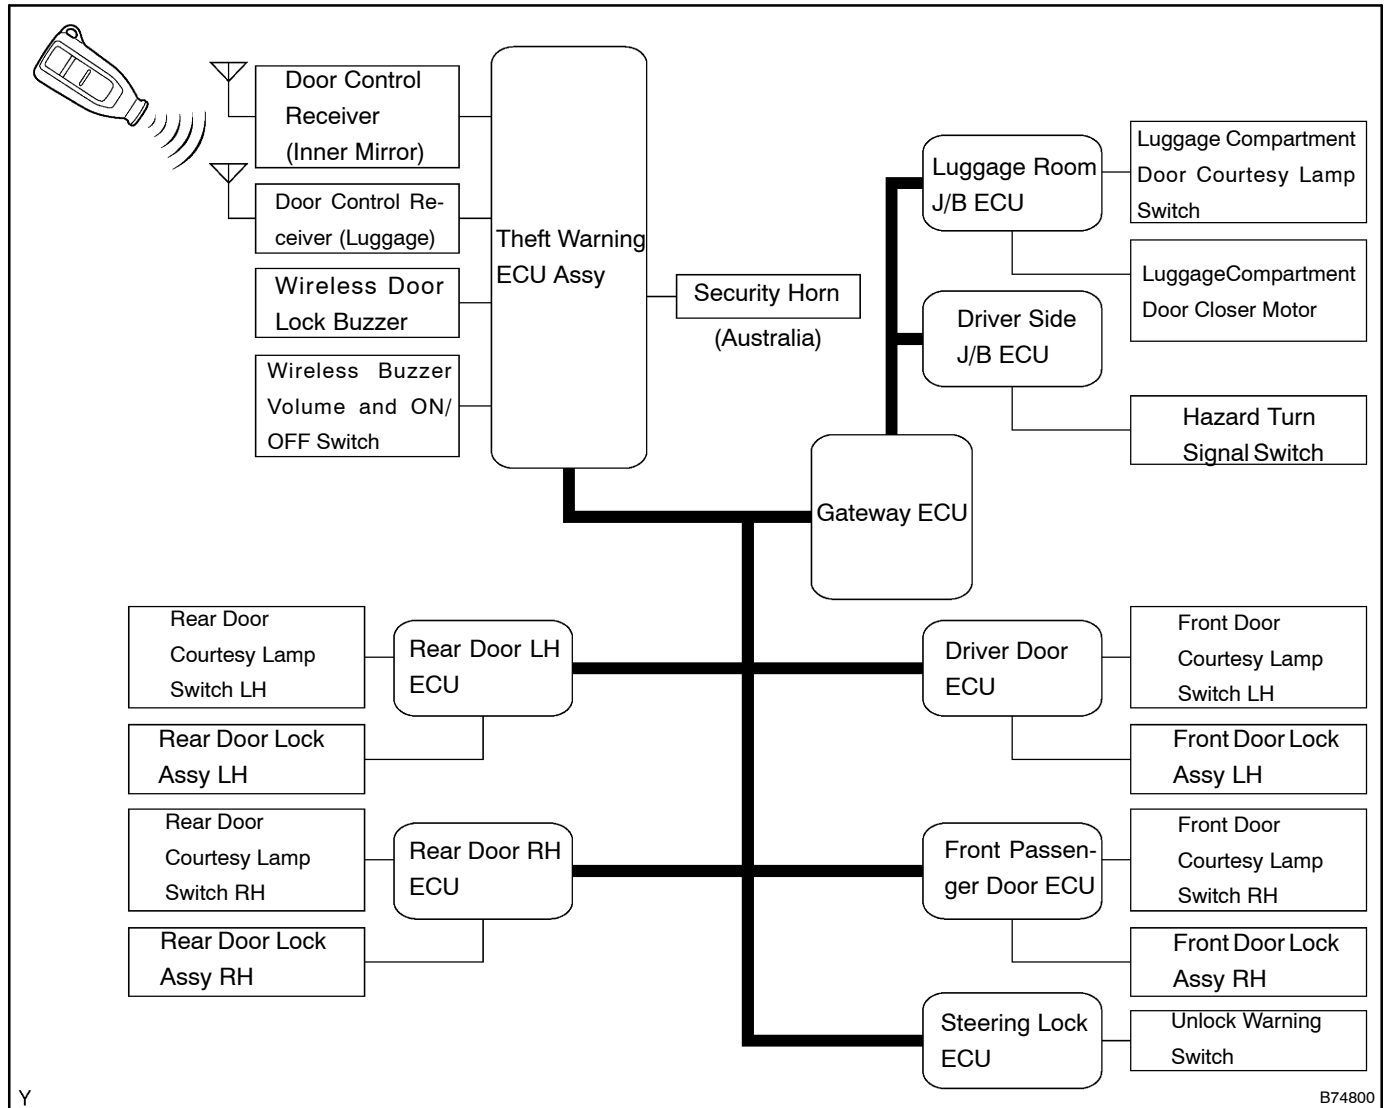 Door Control
Receiver
(Inner Mirror)
Door Control Re-
ceiver (Luggage)
Wireless Door
Lock Buzzer
Wireless Buzzer
Volume and ON/
OFF Switch
Theft Warning
ECU Assy
Security Horn
(Australia)
Luggage Room
J/B ECU
Luggage Compartment
Door Courtesy Lamp
Switch
LuggageCompartment
Door Closer Motor
Driver Side
J/B ECU
Hazard Turn
Signal Switch
Gateway ECU
Rear Door
Courtesy Lamp
Switch LH
Rear Door LH
ECU
Rear Door Lock
Assy LH
Driver Door
ECU
Front Door
Courtesy Lamp
Switch LH
Front Door Lock
Assy LH
Rear Door
Courtesy Lamp
Switch RH
Rear Door RH
ECU
Rear Door Lock
Assy RH
Front Passen-
ger Door ECU
Front Door
Courtesy Lamp
Switch RH
Front Door Lock
Assy RH
Steering Lock
ECU
Unlock Warning
Switch
Y
B74800